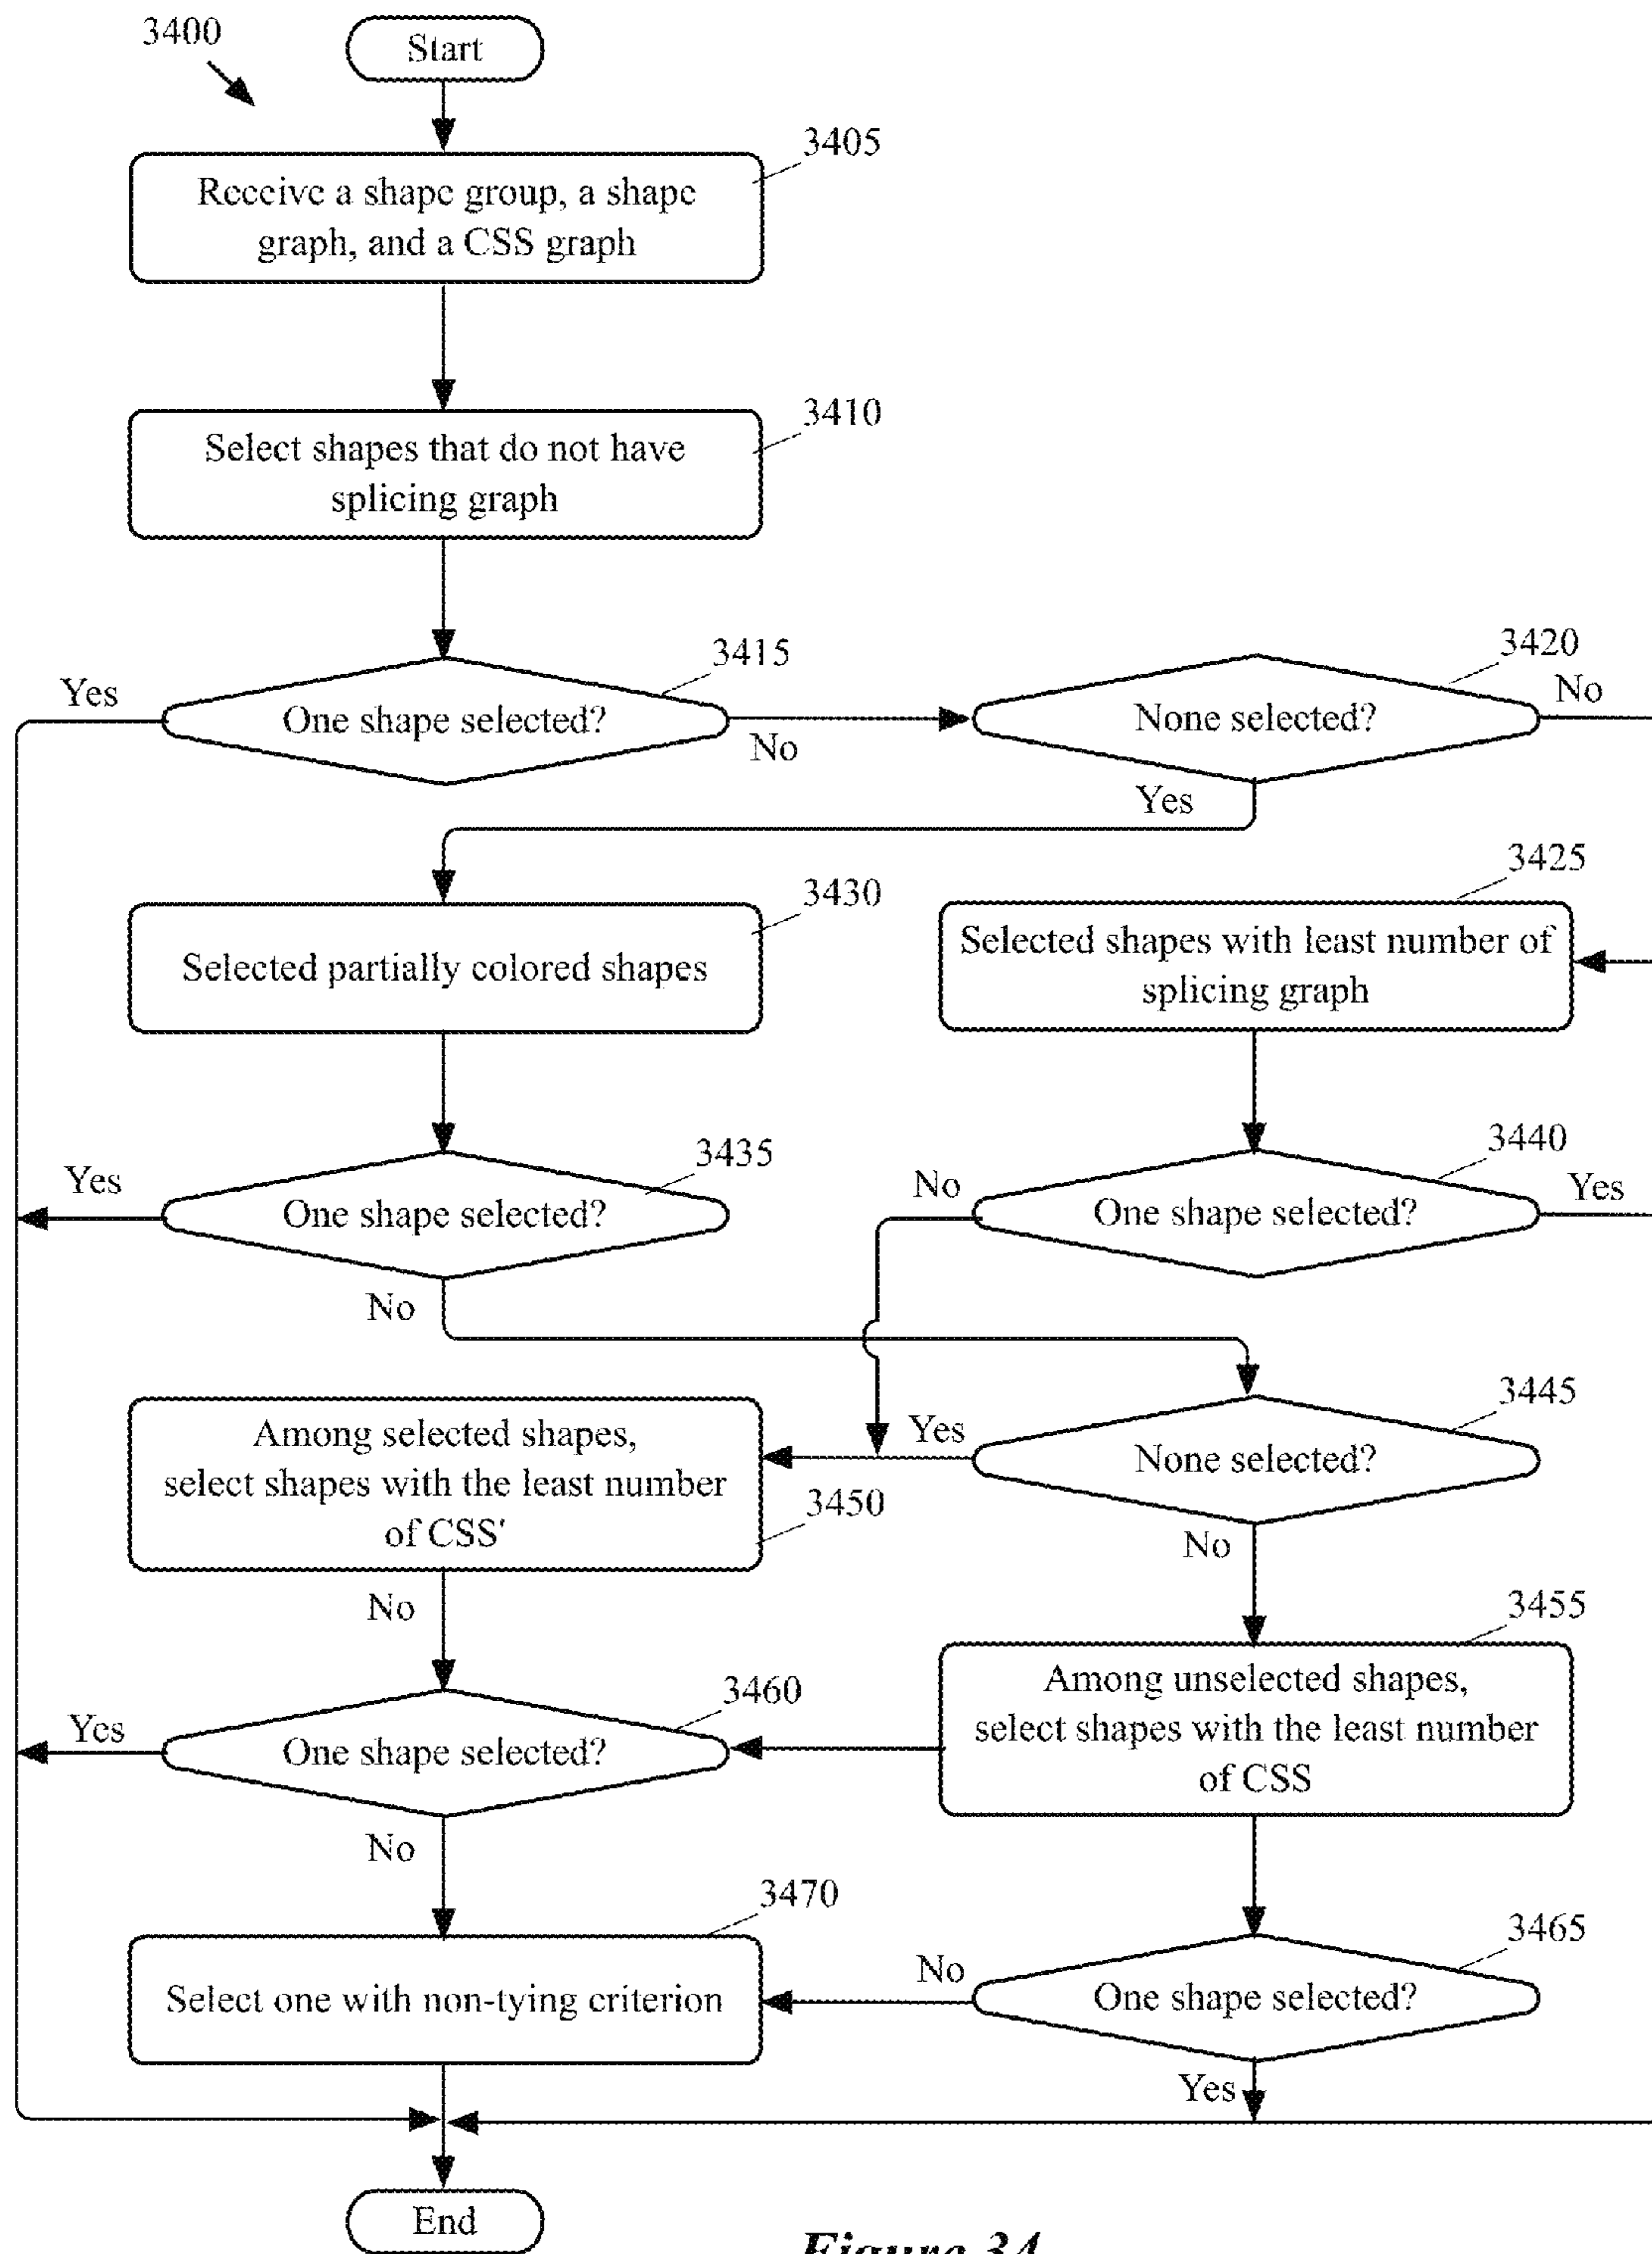 3400
Start
3405
Receive a shape group, a shape
graph, and a CSS graph
3410
Select shapes that do not have
splicing graph
3415
Yes
One shape selected?
No
3420
None selected?
No
Yes
3430
Selected partially colored shapes
3425
Selected shapes with least number of
splicing graph
3435
Yes
One shape selected?
No
3440
No
One shape selected?
Yes
3445
Yes
None selected?
No
Among selected shapes,
select shapes with the least number
of CSS'
3450
No
3455
Among unselected shapes,
select shapes with the least number
of CSS
3460
Yes
One shape selected?
No
3470
Select one with non-tying criterion
3465
No
One shape selected?
Yes
End
Figure 34